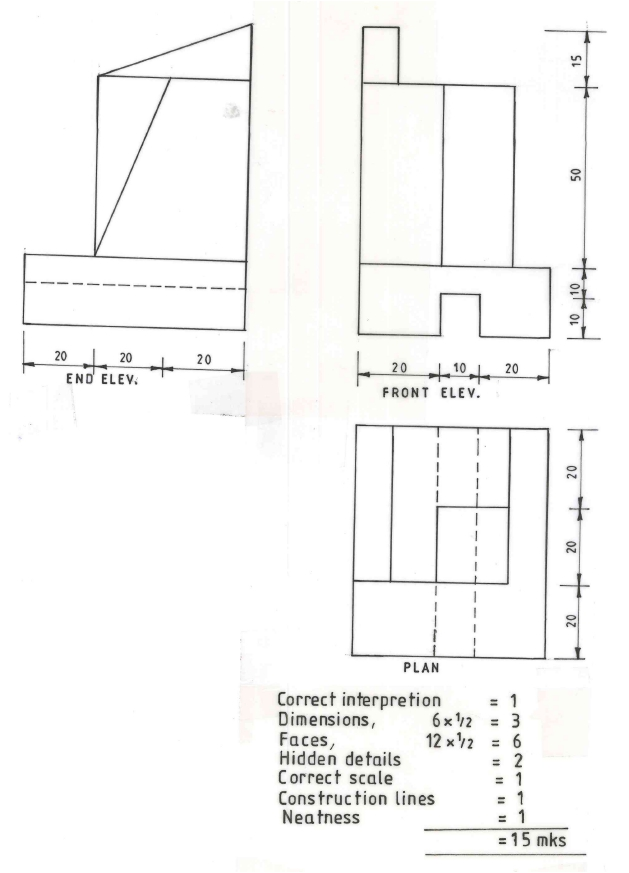 15
50
10
10
20 20 20
END ELEV.
20 10 20
FRONT ELEV.
20
20
20
PLAN
Correct interpretion = 1
Dimensions, 6×1/2 = 3
Faces, 12×1/2 = 6
Hidden details = 2
Correct scale = 1
Construction lines = 1
Neatness = 1
=15 mks